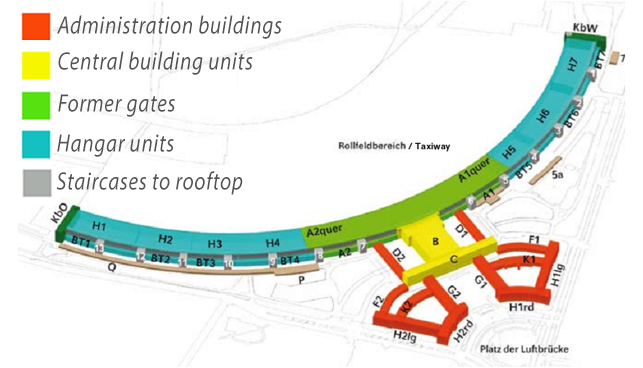 Administration buildings
Central building units
Former gates
Hangar units
Staircases to rooftop
KbW
H7
BT7
H6
BT6
Rollfeldbereich / Taxiway
H5
BT5
5a
A1quer
A1
KbO
H1
H2
H3
H4
A2quer
BT1
BT2
BT3
BT4
A2
Q
P
B
C
D1
D2
F1
K1
H1lg
G1
G2
H1rd
F2
K2
H2lg
H2rd
Platz der Luftbrücke